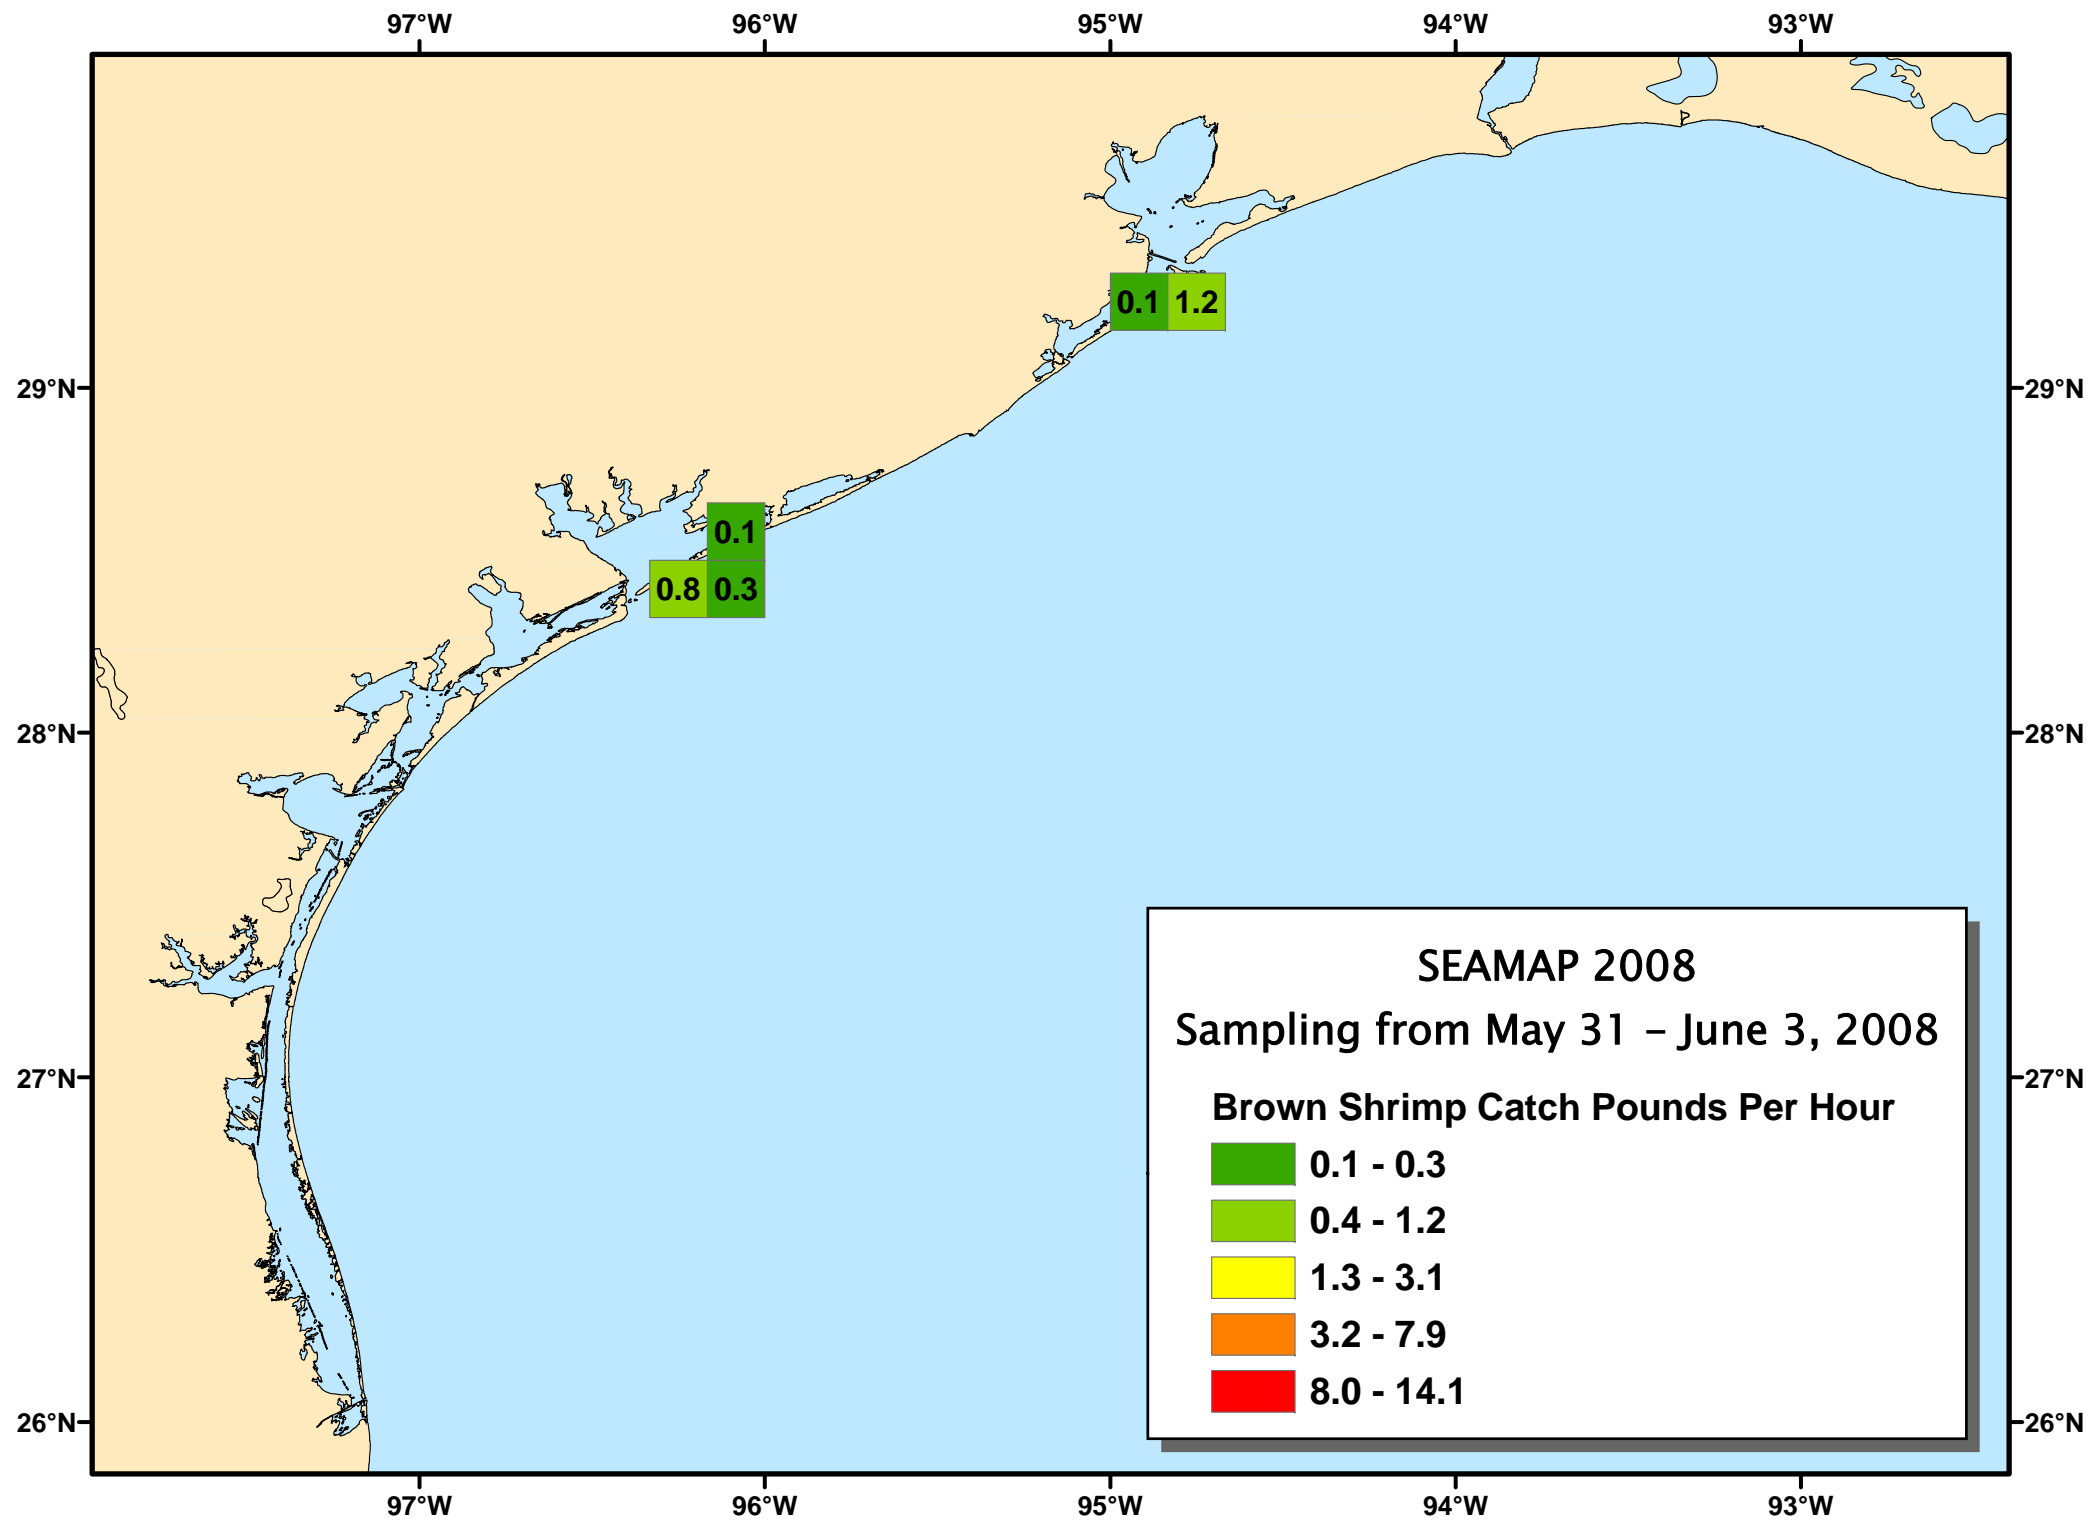 97°W 96°W 95°W 94°W 93°W
0.1 1.2
29°N 29°N
0.1
0.8 0.3
28°N 28°N
SEAMAP 2008
Sampling from May 31 - June 3, 2008
27°N 27°N
Brown Shrimp Catch Pounds Per Hour
0.1 - 0.3
0.4 - 1.2
1.3 - 3.1
3.2 - 7.9
8.0 - 14.1
26°N 26°N
97°W 96°W 95°W 94°W 93°W